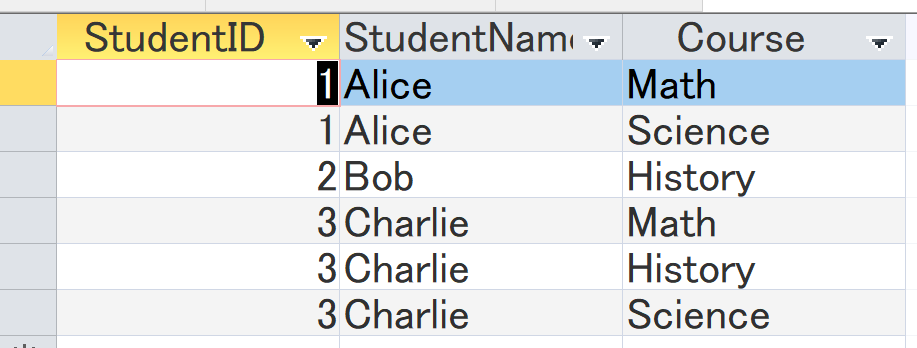 StudentID StudentName Course
1 Alice Math
1 Alice Science
2 Bob History
3 Charlie Math
3 Charlie History
3 Charlie Science